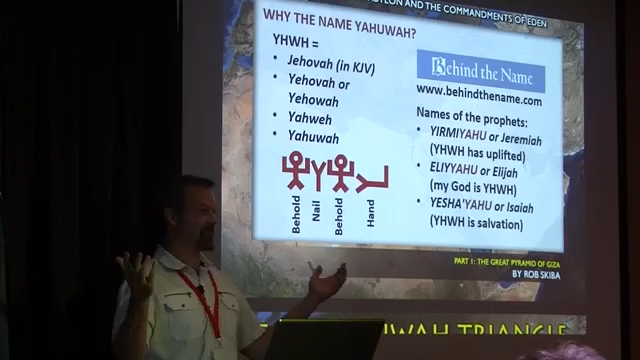 BABYLON AND THE COMMANDMENTS OF EDEN
WHY THE NAME YAHUWAH?
YHWH =
• Jehovah (in KJV)
• Yehovah or
Yehowah
• Yahweh
• Yahuwah
Behold
Nail
Behold
Hand
Behind the Name
www.behindthename.com
Names of the prophets:
• YIRMIYAHU or Jeremiah
(YHWH has uplifted)
• ELIYYAHU or Elijah
(my God is YHWH)
• YESHA'YAHU or Isaiah
(YHWH is salvation)
PART 1: THE GREAT PYRAMID OF GIZA
BY ROB SKIBA
TRIANGLE